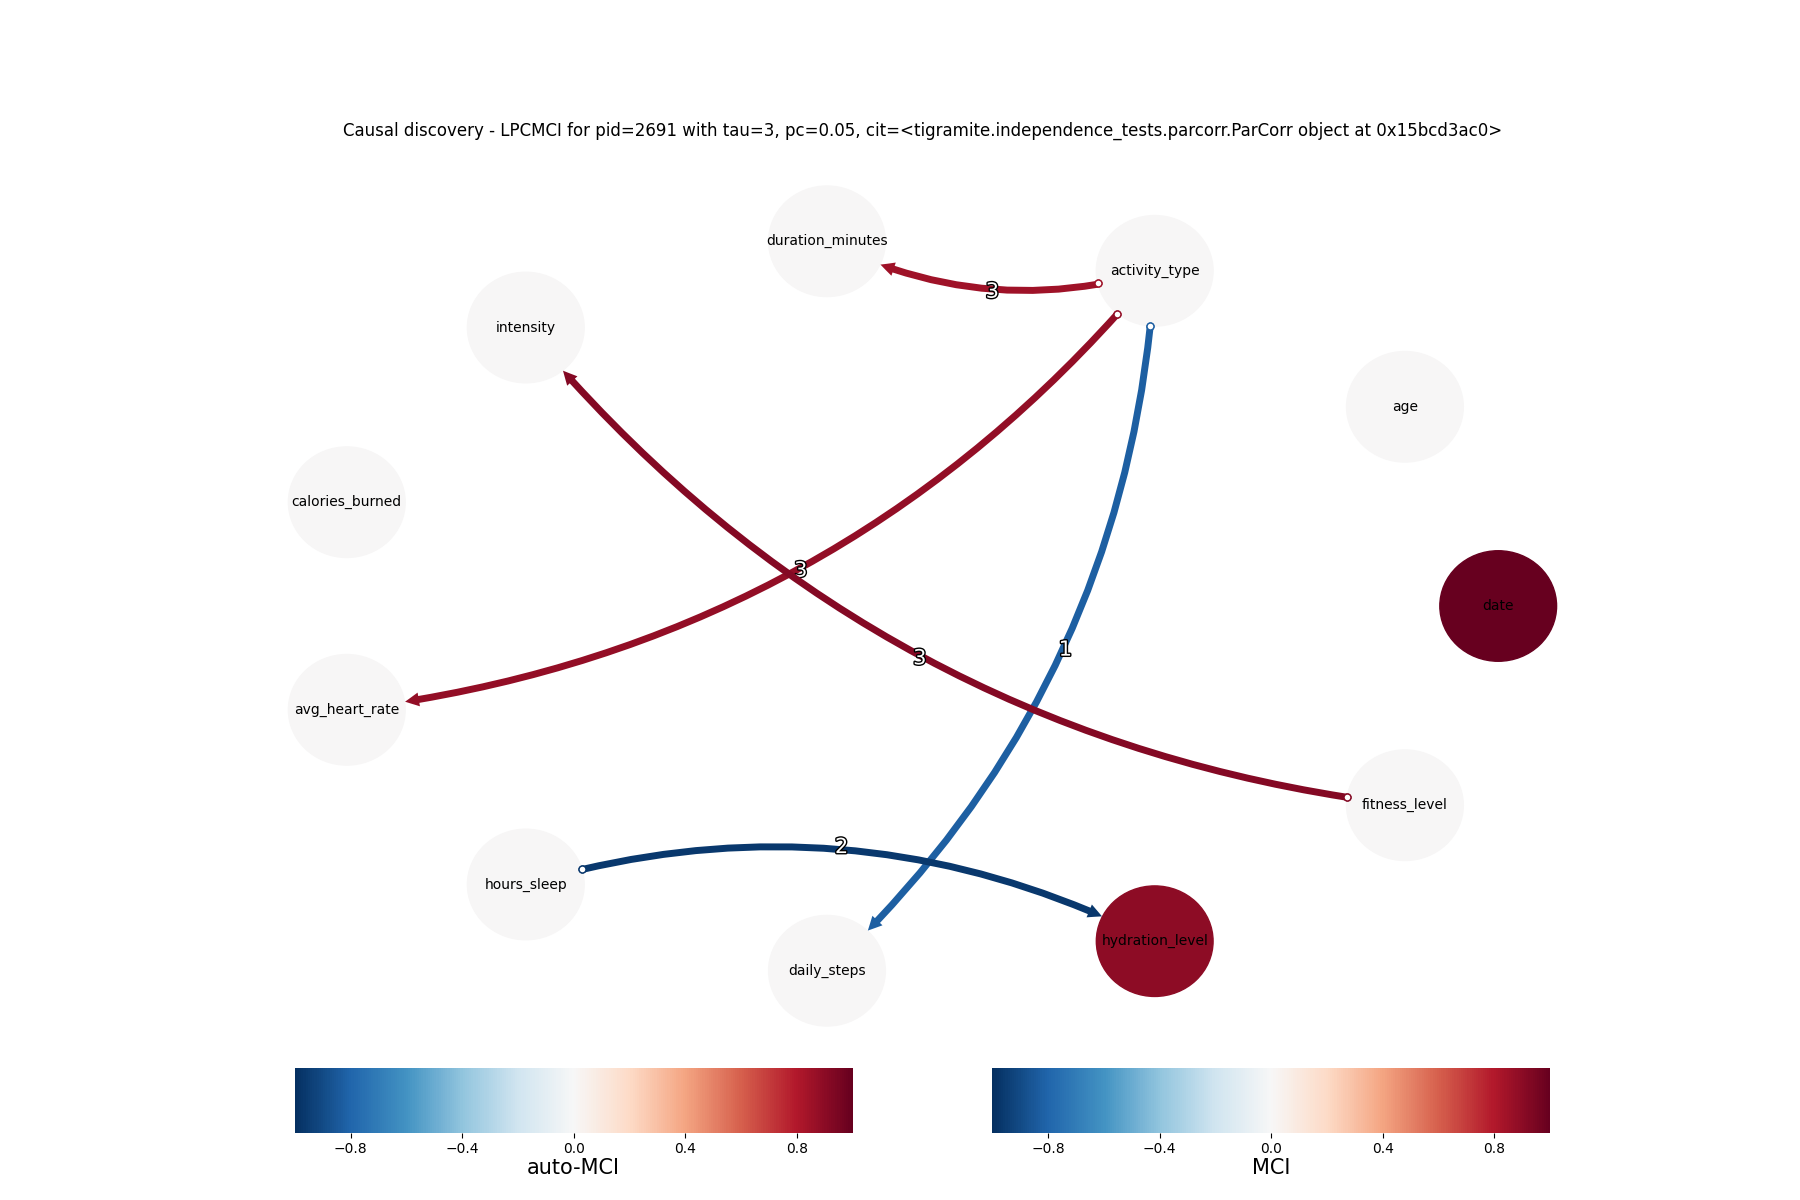 Causal discovery - LPCMCI for pid=2691 with tau=3, pc=0.05, cit=<tigramite.independence_tests.parcorr.ParCorr object at 0x15bcd3ac0>
duration_minutes
activity_type
3
intensity
age
calories_burned
3
date
1
3
avg_heart_rate
fitness_level
2
hours_sleep
hydration_level
daily_steps
−0.8 −0.4 0.0 0.4 0.8
auto-MCI
−0.8 −0.4 0.0 0.4 0.8
MCI